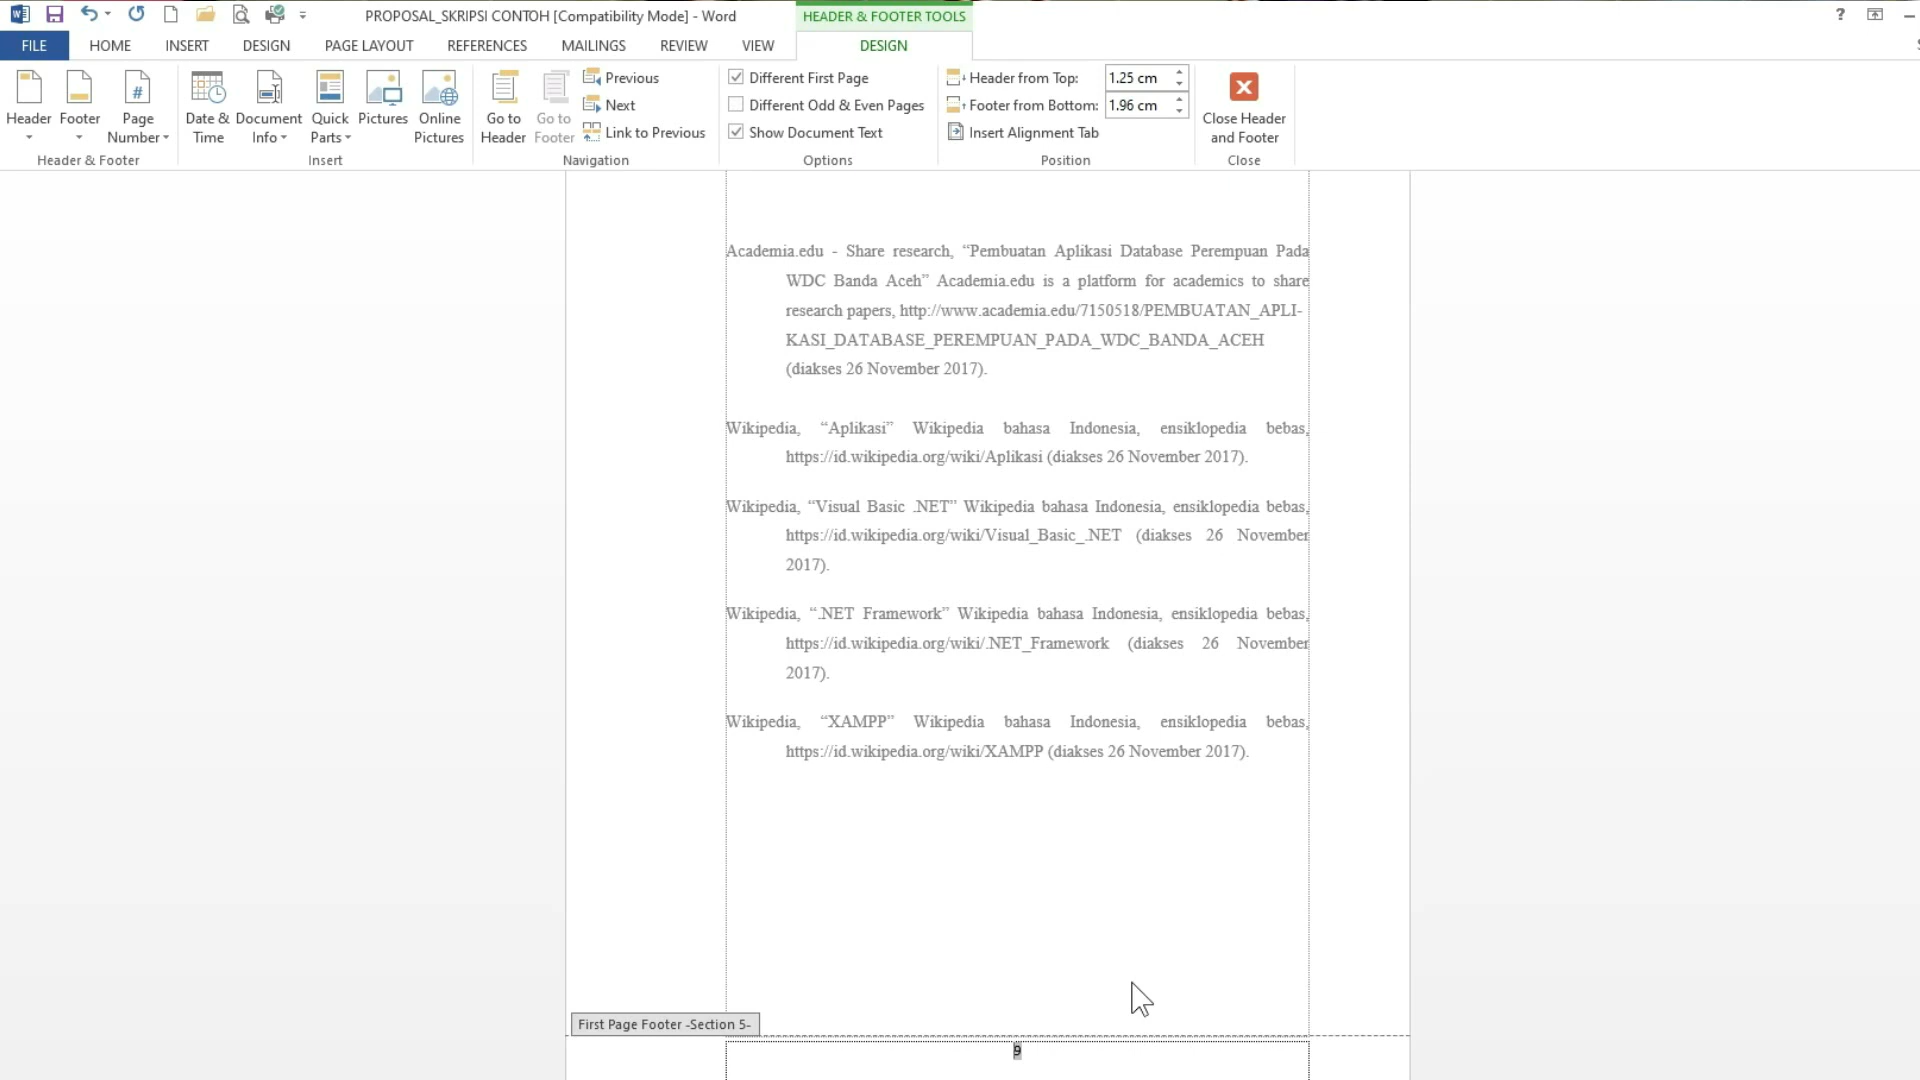 PROPOSAL_SKRIPSI CONTOH [Compatibility Mode] - Word
HEADER & FOOTER TOOLS
?
FILE HOME INSERT DESIGN PAGE LAYOUT REFERENCES MAILINGS REVIEW VIEW DESIGN
Header
Footer
Page
Number
Header & Footer
Date &
Time
Document
Info
Quick
Parts
Pictures
Online
Pictures
Insert
Go to
Header
Go to
Footer
Previous
Next
Link to Previous
Navigation
Different First Page
Different Odd & Even Pages
Show Document Text
Options
Header from Top: 1.25 cm
Footer from Bottom: 1.96 cm
Insert Alignment Tab
Position
Close Header
and Footer
Close
Academia.edu - Share research, “Pembuatan Aplikasi Database Perempuan Pada
WDC Banda Aceh” Academia.edu is a platform for academics to share
research papers, http://www.academia.edu/7150518/PEMBUATAN_APLI-
KASI_DATABASE_PEREMPUAN_PADA_WDC_BANDA_ACEH
(diakses 26 November 2017).
Wikipedia, “Aplikasi” Wikipedia bahasa Indonesia, ensiklopedia bebas,
https://id.wikipedia.org/wiki/Aplikasi (diakses 26 November 2017).
Wikipedia, “Visual Basic .NET” Wikipedia bahasa Indonesia, ensiklopedia bebas,
https://id.wikipedia.org/wiki/Visual_Basic_.NET (diakses 26 November
2017).
Wikipedia, “.NET Framework” Wikipedia bahasa Indonesia, ensiklopedia bebas,
https://id.wikipedia.org/wiki/.NET_Framework (diakses 26 November
2017).
Wikipedia, “XAMPP” Wikipedia bahasa Indonesia, ensiklopedia bebas,
https://id.wikipedia.org/wiki/XAMPP (diakses 26 November 2017).
First Page Footer -Section 5-
9